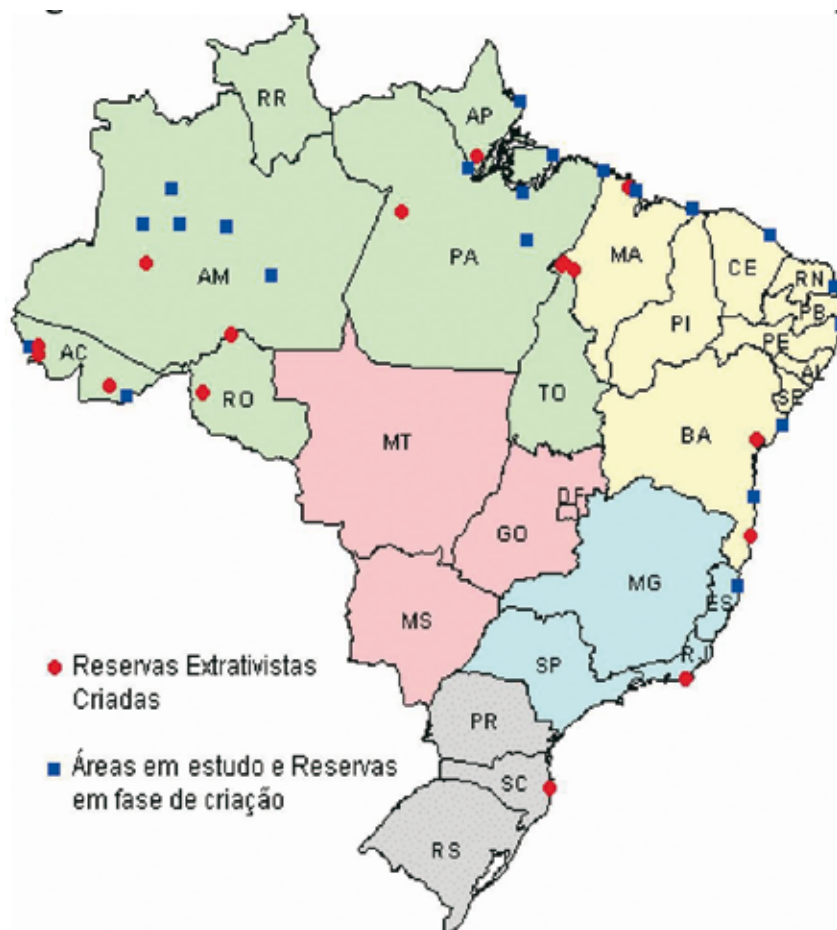 RR
AP
AM
PA
MA
CE
RN
PB
PI
PE
AC
AL
SE
TO
RO
BA
MT
DF
GO
MG
ES
MS
SP
RJ
PR
SC
RS
Reservas Extrativistas
Criadas
Áreas em estudo e Reservas
em fase de criação